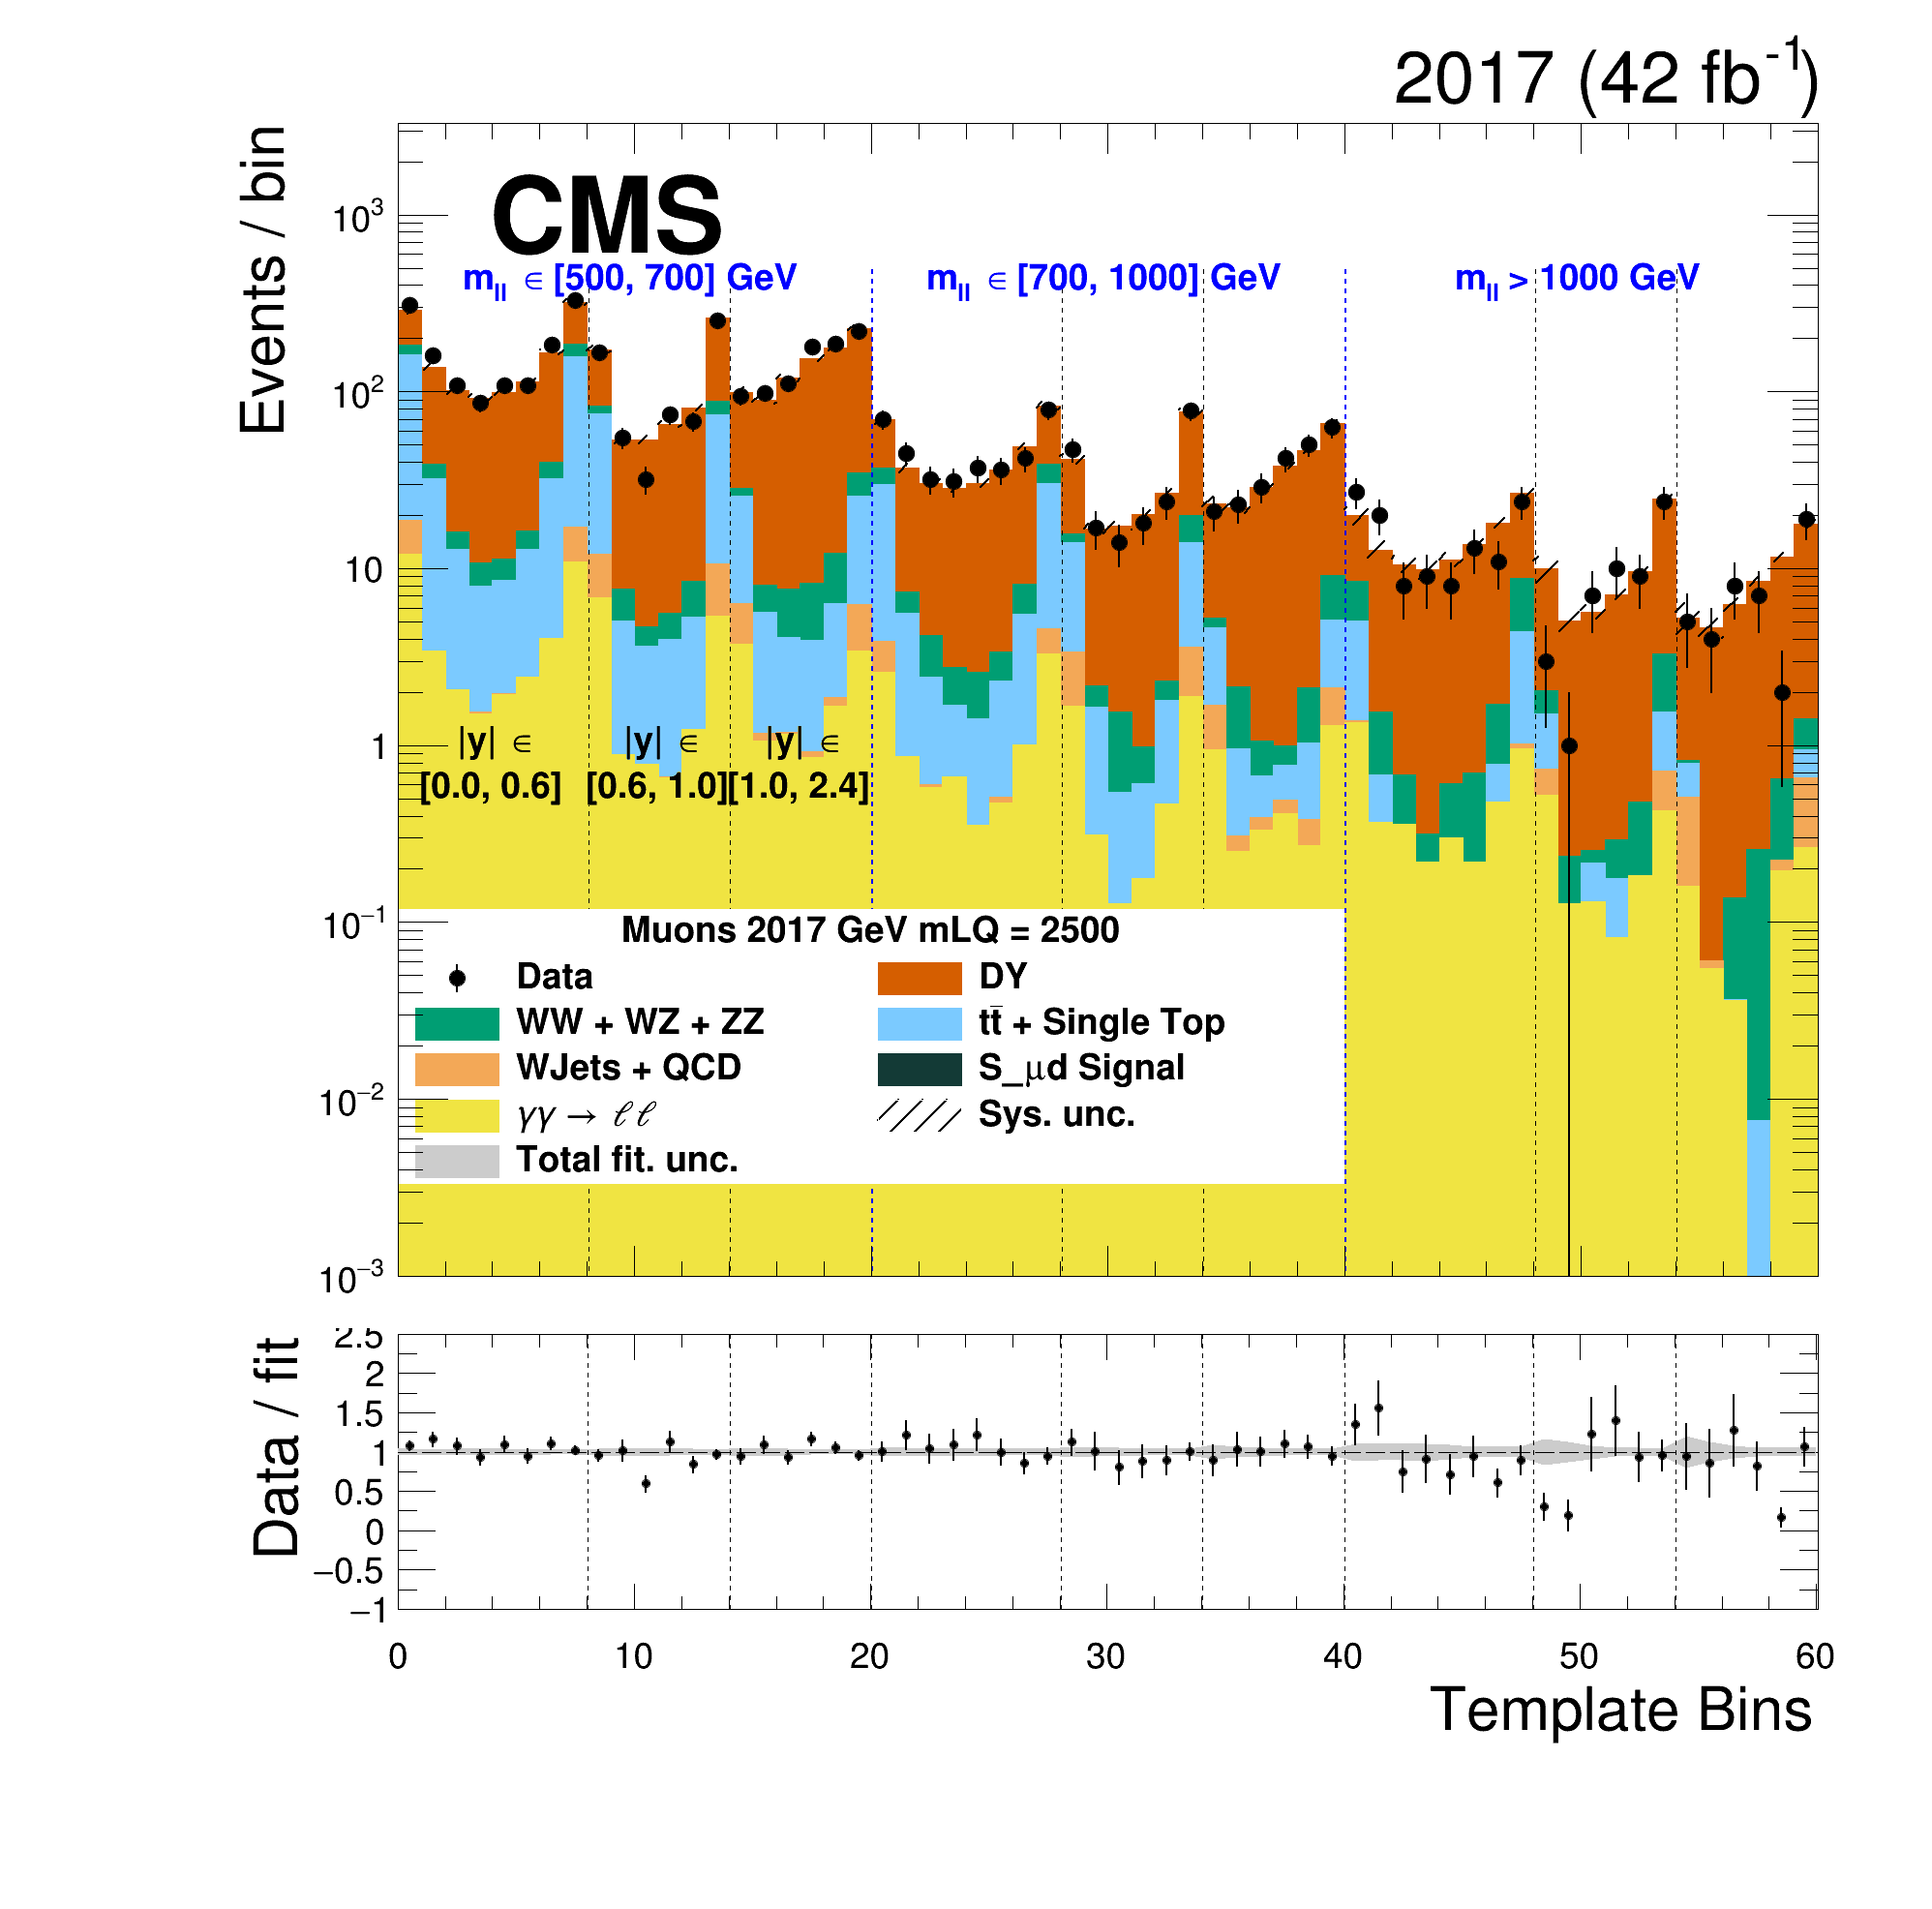 2017 (42 fb⁻¹)
Events / bin
CMS
m_ll ∈ [500, 700] GeV
m_ll ∈ [700, 1000] GeV
m_ll > 1000 GeV
10³
10²
10
1
10⁻¹
10⁻²
10⁻³
|y| ∈
[0.0, 0.6]
|y| ∈
[0.6, 1.0]
|y| ∈
[1.0, 2.4]
Muons 2017 GeV mLQ = 2500
Data
DY
WW + WZ + ZZ
tt̄ + Single Top
WJets + QCD
S_μd Signal
γγ → ℓℓ
Sys. unc.
Total fit. unc.
Data / fit
2.5
2
1.5
1
0.5
0
−0.5
−1
0 10 20 30 40 50 60
Template Bins